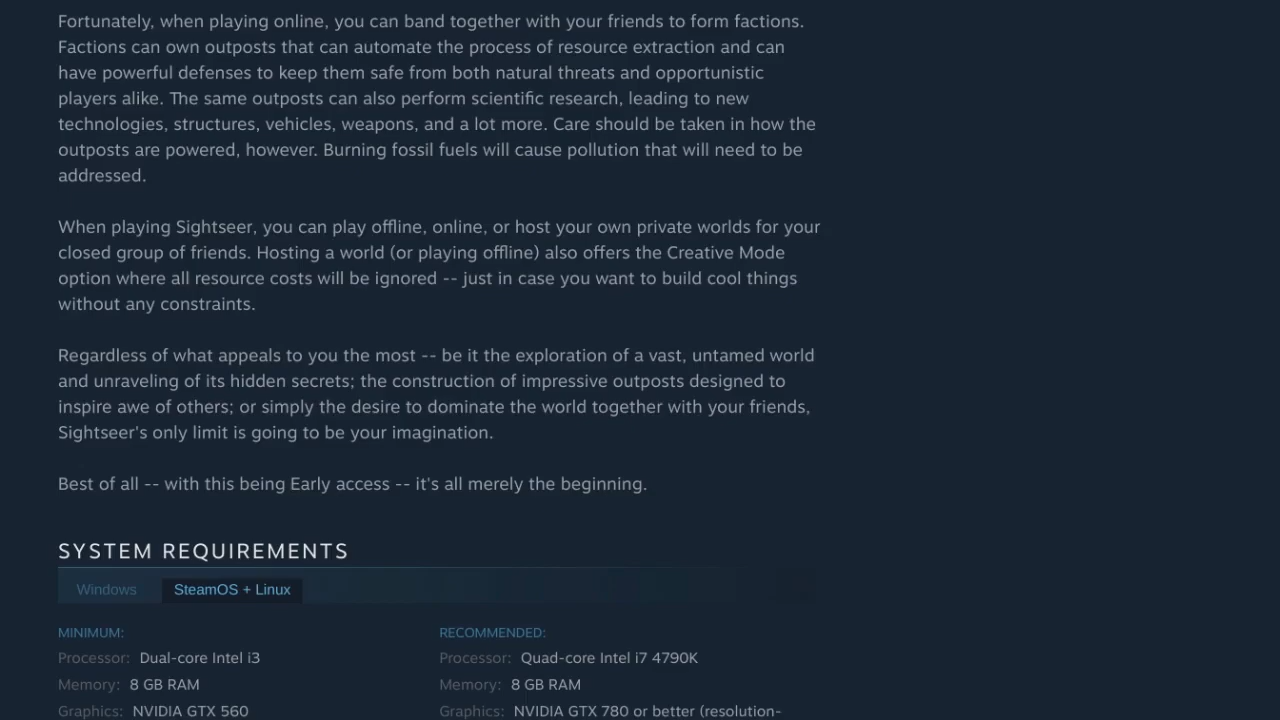 Fortunately, when playing online, you can band together with your friends to form factions.
Factions can own outposts that can automate the process of resource extraction and can
have powerful defenses to keep them safe from both natural threats and opportunistic
players alike. The same outposts can also perform scientific research, leading to new
technologies, structures, vehicles, weapons, and a lot more. Care should be taken in how the
outposts are powered, however. Burning fossil fuels will cause pollution that will need to be
addressed.
When playing Sightseer, you can play offline, online, or host your own private worlds for your
closed group of friends. Hosting a world (or playing offline) also offers the Creative Mode
option where all resource costs will be ignored -- just in case you want to build cool things
without any constraints.
Regardless of what appeals to you the most -- be it the exploration of a vast, untamed world
and unraveling of its hidden secrets; the construction of impressive outposts designed to
inspire awe of others; or simply the desire to dominate the world together with your friends,
Sightseer's only limit is going to be your imagination.
Best of all -- with this being Early access -- it's all merely the beginning.
SYSTEM REQUIREMENTS
Windows SteamOS + Linux
MINIMUM:
Processor: Dual-core Intel i3
Memory: 8 GB RAM
Graphics: NVIDIA GTX 560
RECOMMENDED:
Processor: Quad-core Intel i7 4790K
Memory: 8 GB RAM
Graphics: NVIDIA GTX 780 or better (resolution-